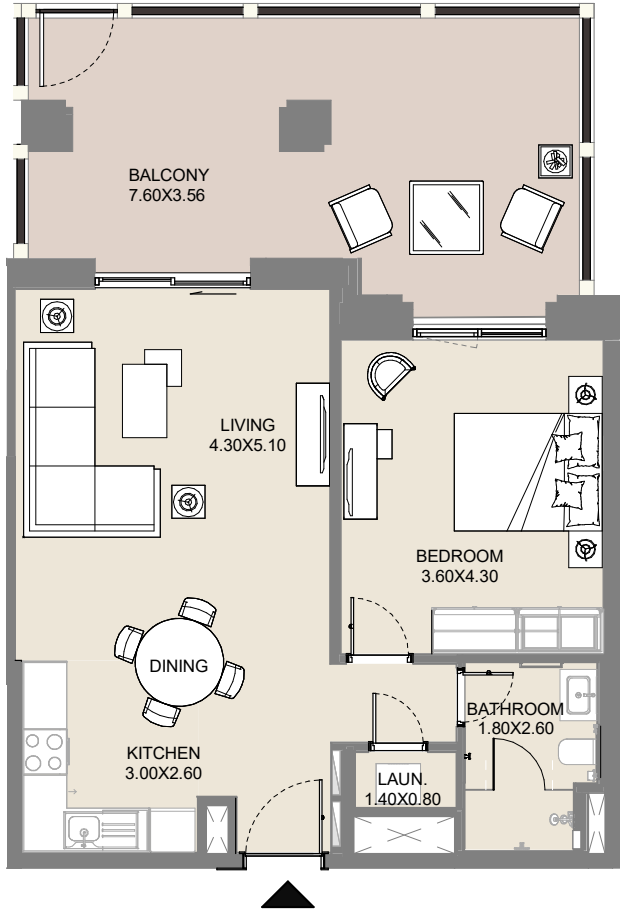 BALCONY
7.60X3.56
LIVING
4.30X5.10
BEDROOM
3.60X4.30
DINING
BATHROOM
1.80X2.60
KITCHEN
3.00X2.60
LAUN.
1.40X0.80